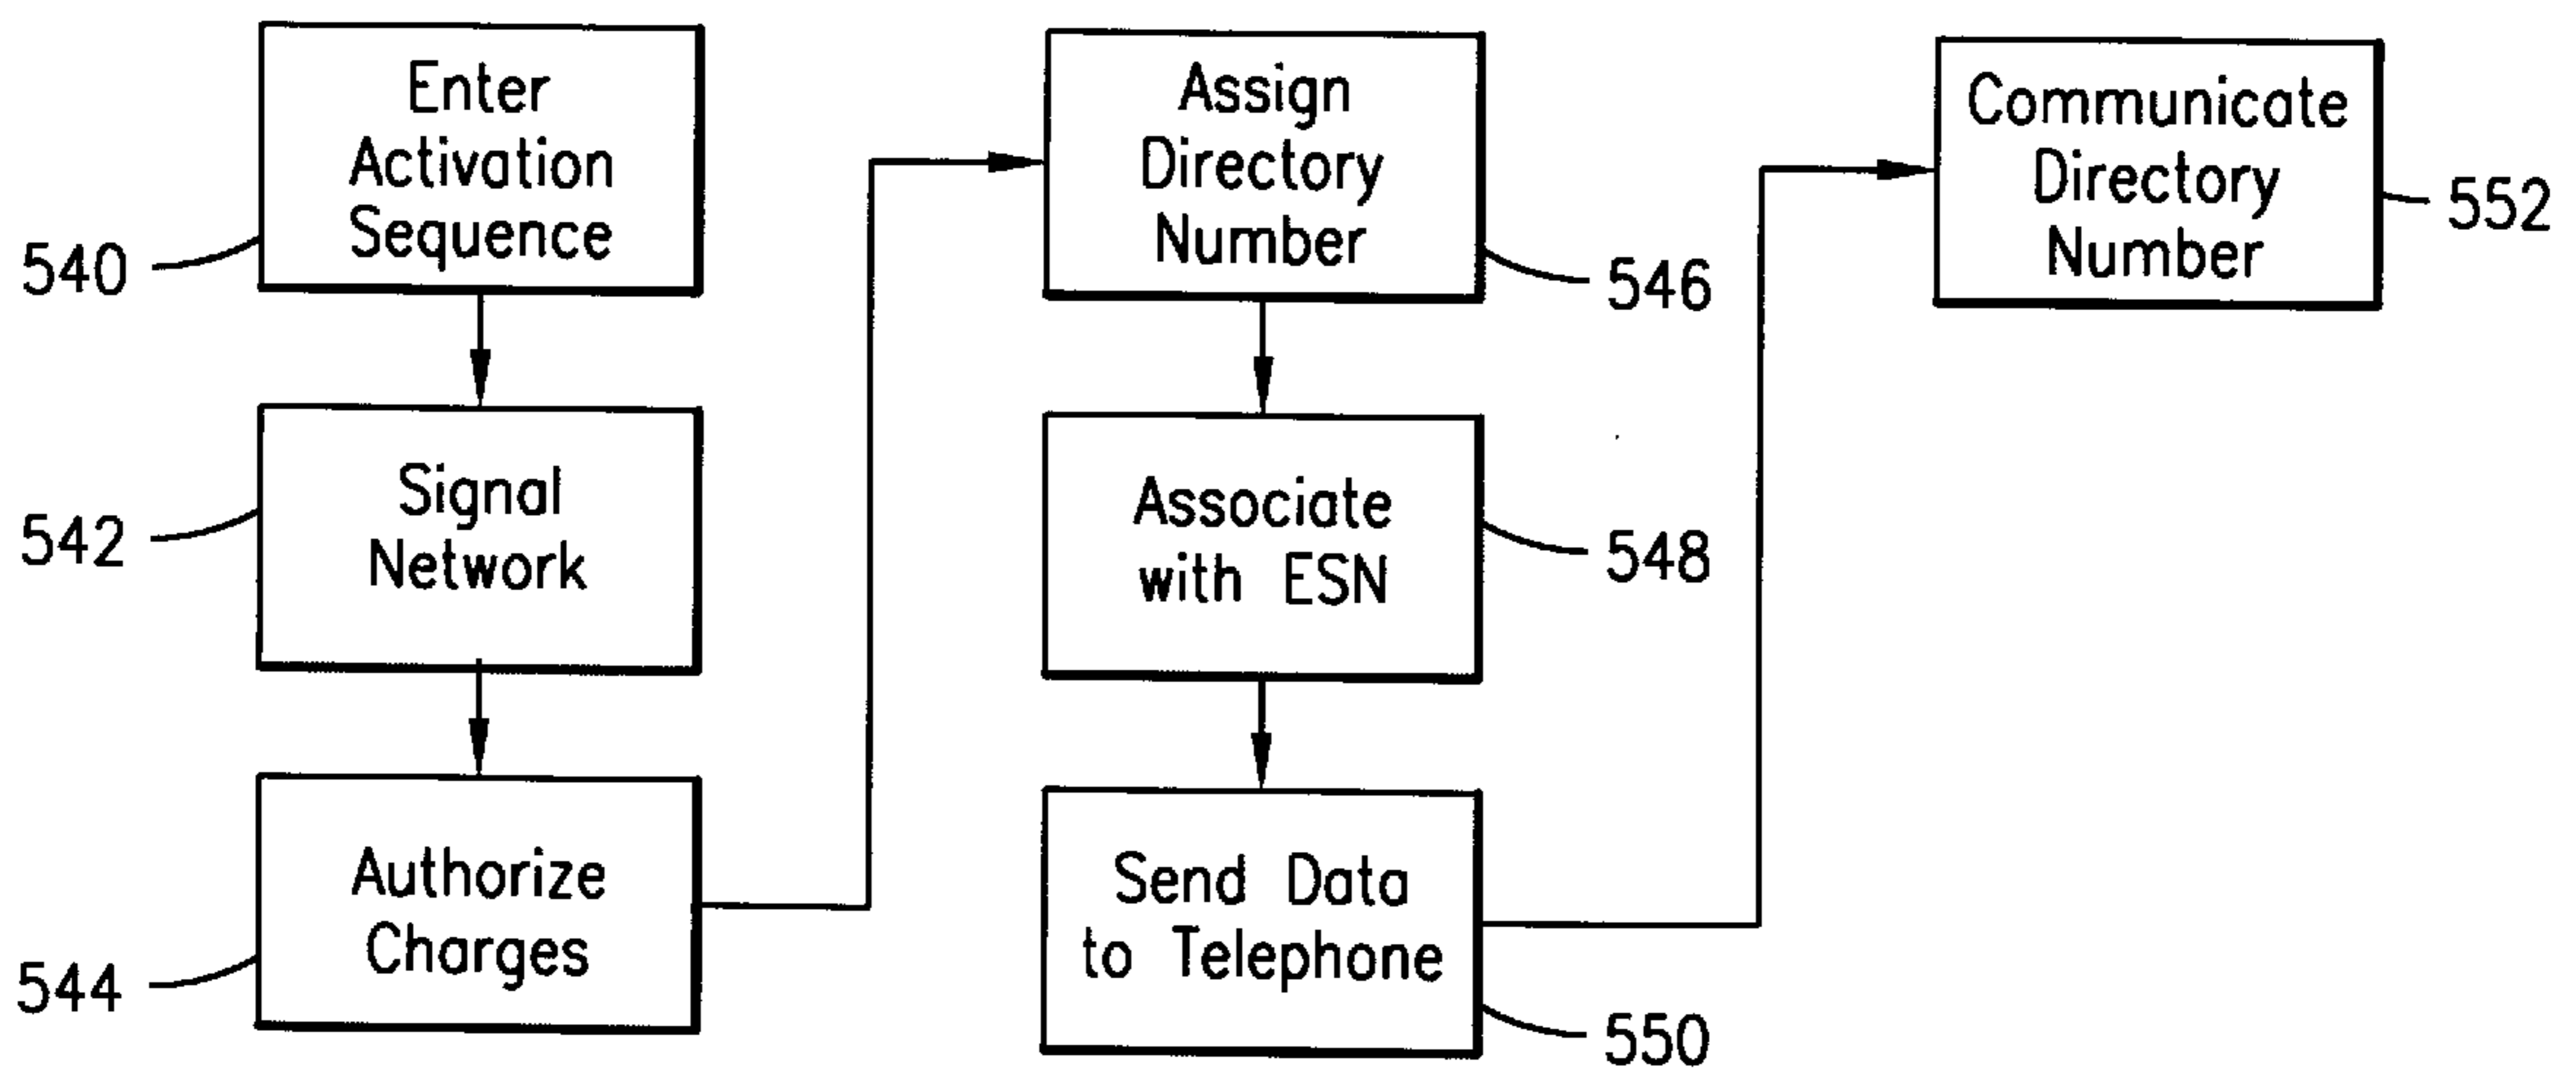 Enter
Activation
Sequence
540
Signal
Network
542
Authorize
Charges
544
Assign
Directory
Number
546
Associate
with ESN
548
Send Data
to Telephone
550
Communicate
Directory
Number
552